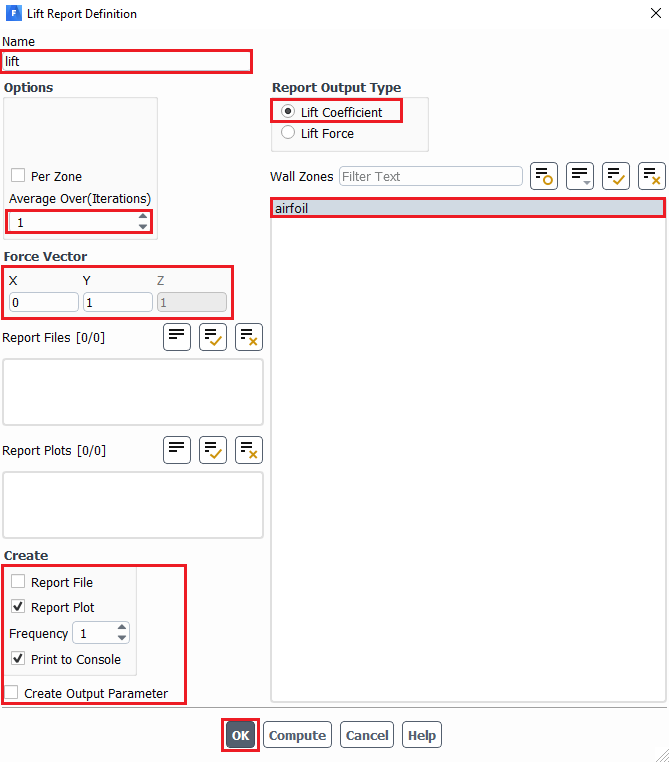 Lift Report Definition
Name
lift
Options
Per Zone
Average Over(Iterations)
1
Force Vector
X Y Z
0 1 1
Report Files [0/0]
Report Plots [0/0]
Create
Report File
Report Plot
Frequency 1
Print to Console
Create Output Parameter
Report Output Type
Lift Coefficient
Lift Force
Wall Zones Filter Text
airfoil
OK Compute Cancel Help